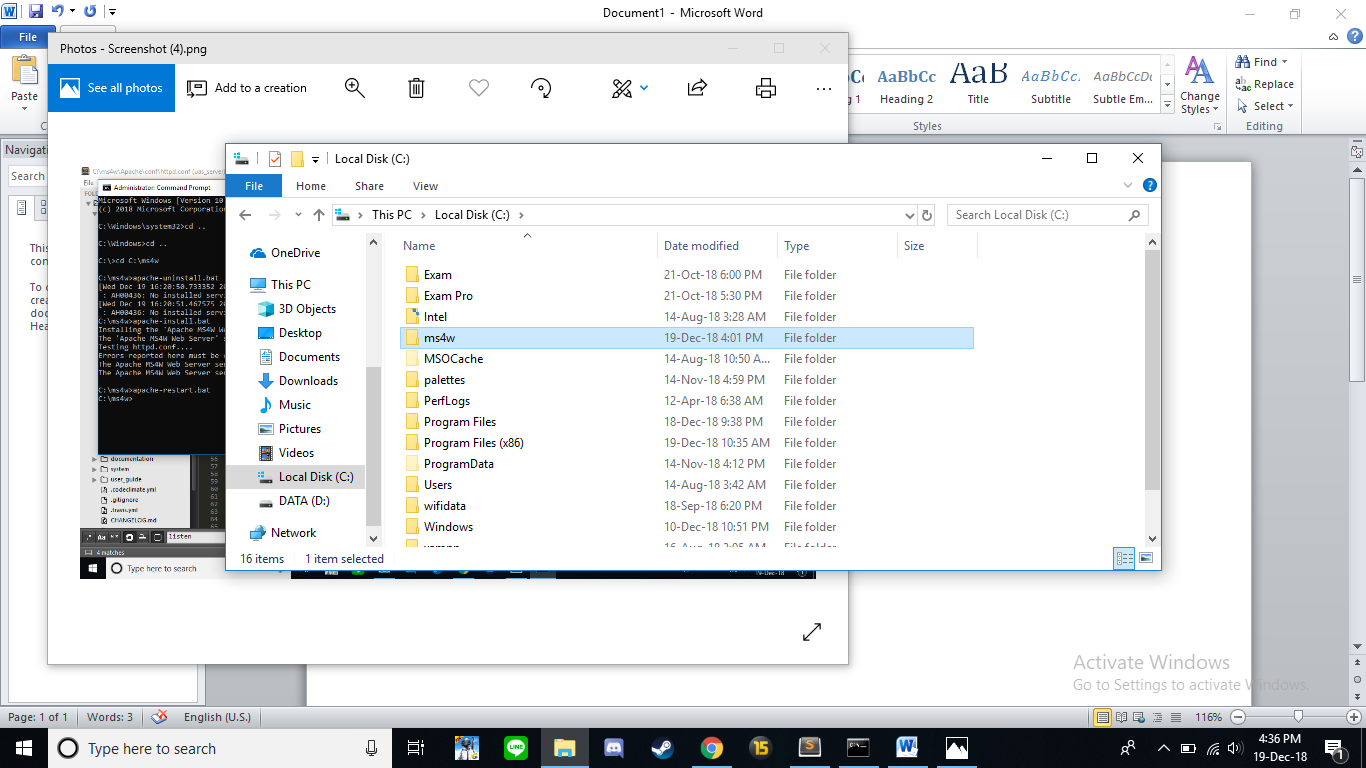 Document1 - Microsoft Word
File
Photos - Screenshot (4).png
Paste
See all photos
Add to a creation
AaBbCc
AaB
AaBbCc.
AaBbCcDc
Heading 2
Title
Subtitle
Subtle Em...
Change
Styles
Find
Replace
Select
Styles
Editing
Search
Local Disk (C:)
File
Home
Share
View
This PC
Local Disk (C:)
Search Local Disk (C:)
Name
Date modified
Type
Size
OneDrive
This PC
3D Objects
Desktop
Documents
Downloads
Music
Pictures
Videos
Local Disk (C:)
DATA (D:)
Network
Exam 21-Oct-18 6:00 PM File folder
Exam Pro 21-Oct-18 5:30 PM File folder
Intel 14-Aug-18 3:28 AM File folder
ms4w 19-Dec-18 4:01 PM File folder
MSOCache 14-Aug-18 10:50 A... File folder
palettes 14-Nov-18 4:59 PM File folder
PerfLogs 12-Apr-18 6:38 AM File folder
Program Files 18-Dec-18 9:38 PM File folder
Program Files (x86) 19-Dec-18 10:35 AM File folder
ProgramData 14-Nov-18 4:12 PM File folder
Users 14-Aug-18 3:42 AM File folder
wifidata 18-Sep-18 6:20 PM File folder
Windows 10-Dec-18 10:51 PM File folder
16 items
1 item selected
Administrator: Command Prompt
Microsoft Windows [Version 10
(c) 2018 Microsoft Corporation
C:\Windows\system32>cd ..
C:\Windows>cd ..
C:\>cd C:\ms4w
C:\ms4w>apache-uninstall.bat
[Wed Dec 19 16:20:50.733352 20
: AH00436: No installed servi
[Wed Dec 19 16:20:51.467575 20
: AH00436: No installed servi
C:\ms4w>apache-install.bat
Installing the 'Apache MS4W We
The 'Apache MS4W Web Server'
Testing httpd.conf....
Errors reported here must be
The Apache MS4W Web Server ser
The Apache MS4W Web Server ser
C:\ms4w>apache-restart.bat
C:\ms4w>
documentation
system
user_guide
.codeclimate.yml
.gitignore
.travis.yml
CHANGELOG.md
listen
4 matches
Type here to search
Activate Windows
Go to Settings to activate Windows.
Page: 1 of 1
Words: 3
English (U.S.)
116%
Type here to search
4:36 PM
19-Dec-18